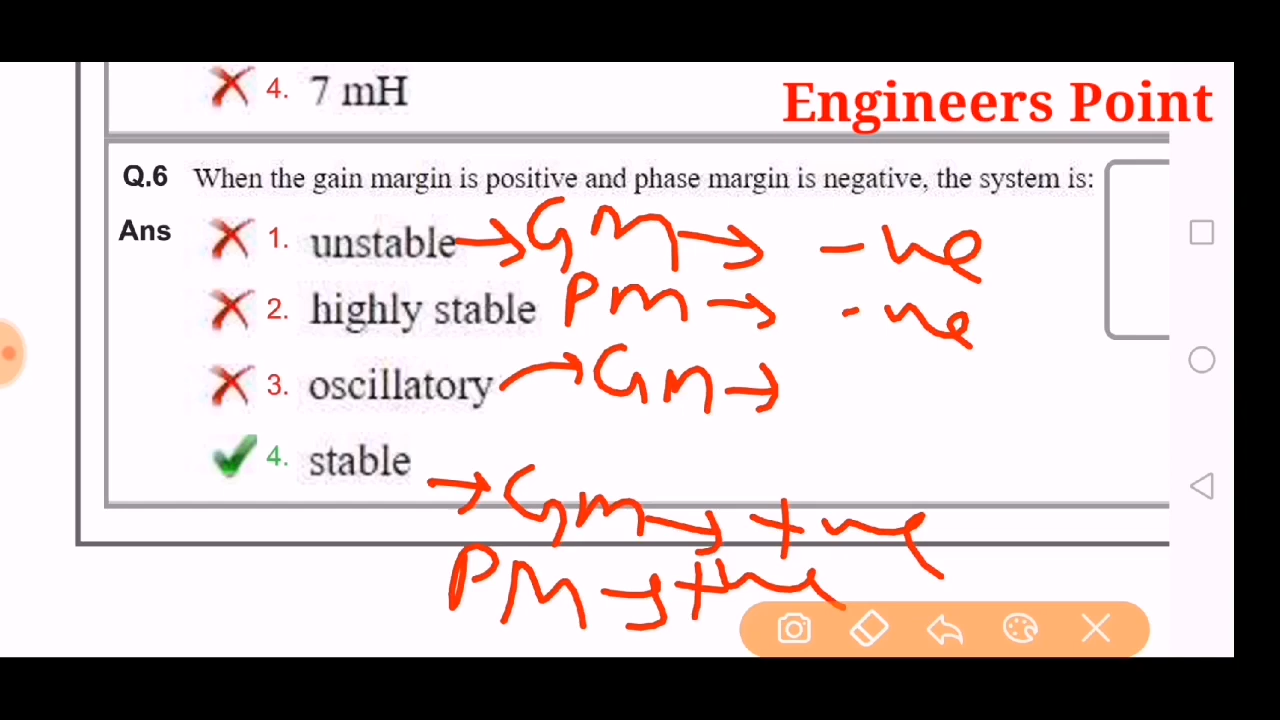 4. 7 mH
Engineers Point
Q.6 When the gain margin is positive and phase margin is negative, the system is:
Ans 1. unstable → GM → -ve
2. highly stable PM → -ve
3. oscillatory → GM →
4. stable → GM → +ve
PM → +ve